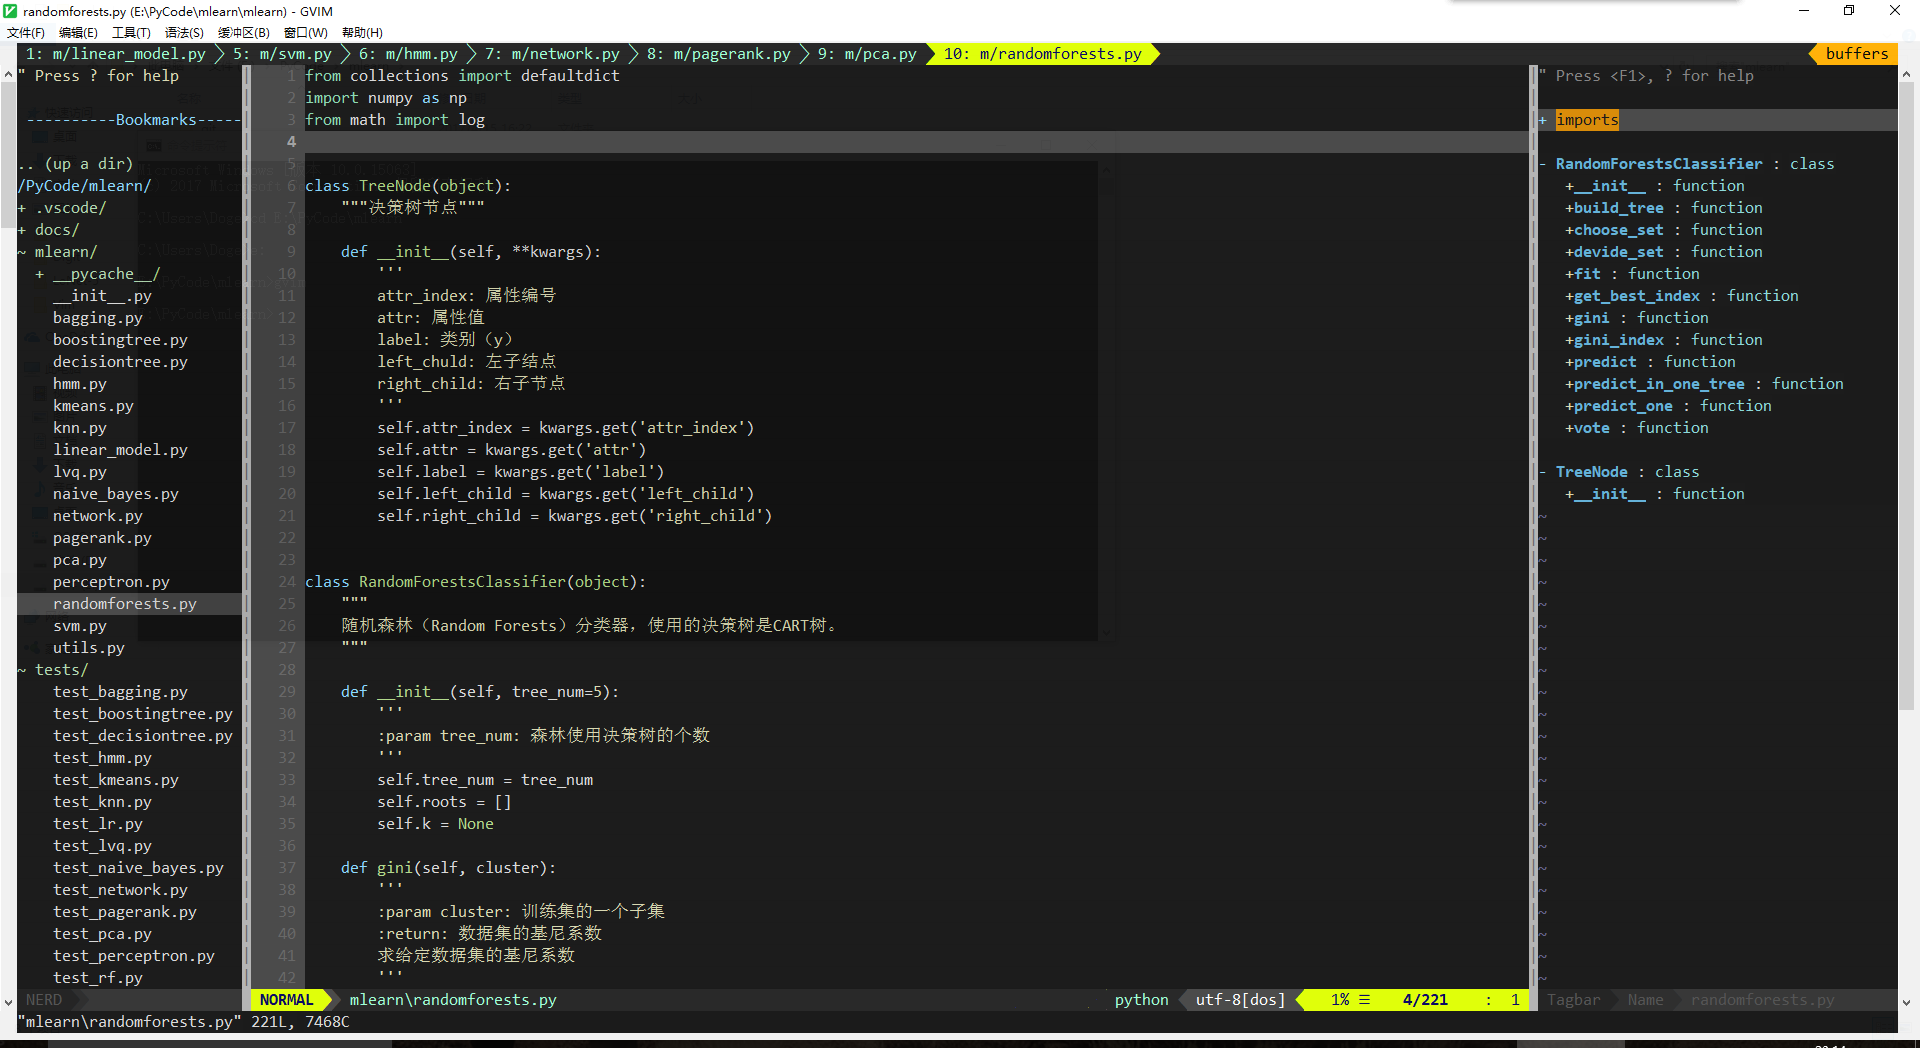 randomforests.py (E:\PyCode\mlearn\mlearn) - GVIM
文件(F) 编辑(E) 工具(T) 语法(S) 缓冲区(B) 窗口(W) 帮助(H)
1: m/linear_model.py 5: m/svm.py 6: m/hmm.py 7: m/network.py 8: m/pagerank.py 9: m/pca.py 10: m/randomforests.py buffers
" Press ? for help
----------Bookmarks-----
.. (up a dir)
/PyCode/mlearn/
+ .vscode/
+ docs/
~ mlearn/
+ __pycache__/
__init__.py
bagging.py
boostingtree.py
decisiontree.py
hmm.py
kmeans.py
knn.py
linear_model.py
lvq.py
naive_bayes.py
network.py
pagerank.py
pca.py
perceptron.py
randomforests.py
svm.py
utils.py
~ tests/
test_bagging.py
test_boostingtree.py
test_decisiontree.py
test_hmm.py
test_kmeans.py
test_knn.py
test_lr.py
test_lvq.py
test_naive_bayes.py
test_network.py
test_pagerank.py
test_pca.py
test_perceptron.py
test_rf.py
1 from collections import defaultdict
2 import numpy as np
3 from math import log
4
5
6 class TreeNode(object):
7 """决策树节点"""
8
9 def __init__(self, **kwargs):
10 '''
11 attr_index: 属性编号
12 attr: 属性值
13 label: 类别（y）
14 left_chuld: 左子结点
15 right_child: 右子节点
16 '''
17 self.attr_index = kwargs.get('attr_index')
18 self.attr = kwargs.get('attr')
19 self.label = kwargs.get('label')
20 self.left_child = kwargs.get('left_child')
21 self.right_child = kwargs.get('right_child')
22
23
24 class RandomForestsClassifier(object):
25 """
26 随机森林（Random Forests）分类器，使用的决策树是CART树。
27 """
28
29 def __init__(self, tree_num=5):
30 '''
31 :param tree_num: 森林使用决策树的个数
32 '''
33 self.tree_num = tree_num
34 self.roots = []
35 self.k = None
36
37 def gini(self, cluster):
38 '''
39 :param cluster: 训练集的一个子集
40 :return: 数据集的基尼系数
41 求给定数据集的基尼系数
42 '''
" Press <F1>, ? for help
+ imports
- RandomForestsClassifier : class
+__init__ : function
+build_tree : function
+choose_set : function
+devide_set : function
+fit : function
+get_best_index : function
+gini : function
+gini_index : function
+predict : function
+predict_in_one_tree : function
+predict_one : function
+vote : function
- TreeNode : class
+__init__ : function
NERD NORMAL mlearn\randomforests.py python utf-8[dos] 1% ☰ 4/221 : 1 Tagbar Name randomforests.py
"mlearn\randomforests.py" 221L, 7468C